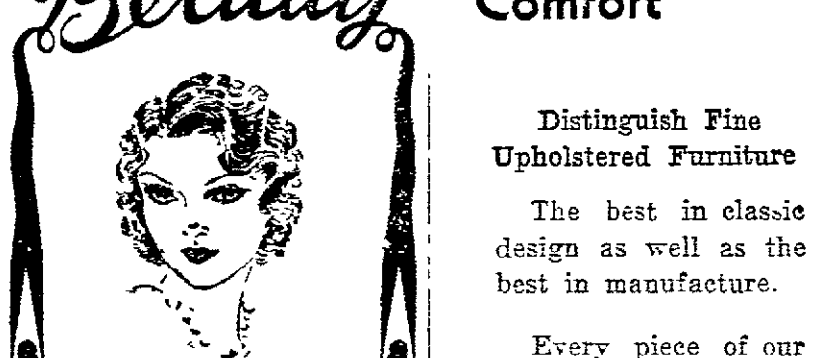 Beauty
Comfort
Distinguish Fine
Upholstered Furniture
The best in classic
design as well as the
best in manufacture.
Every piece of our